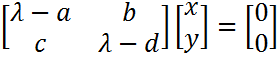 [λ − a  b] [x] = [0]
[c  λ − d] [y]   [0]